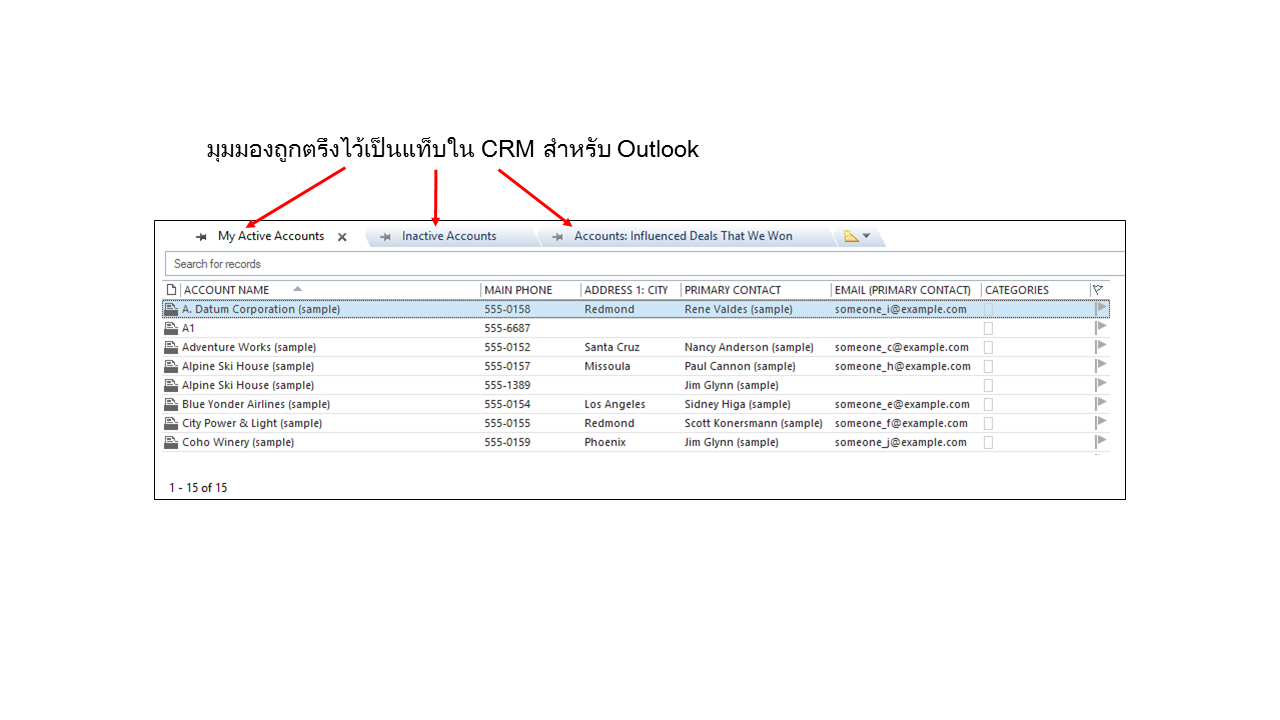 มุมมองถูกตรึงไว้เป็นแท็บใน CRM สำหรับ Outlook
My Active Accounts Inactive Accounts Accounts: Influenced Deals That We Won
Search for records
ACCOUNT NAME MAIN PHONE ADDRESS 1: CITY PRIMARY CONTACT EMAIL (PRIMARY CONTACT) CATEGORIES
A. Datum Corporation (sample) 555-0158 Redmond Rene Valdes (sample) someone_i@example.com
A1 555-6687
Adventure Works (sample) 555-0152 Santa Cruz Nancy Anderson (sample) someone_c@example.com
Alpine Ski House (sample) 555-0157 Missoula Paul Cannon (sample) someone_h@example.com
Alpine Ski House (sample) 555-1389 Jim Glynn (sample)
Blue Yonder Airlines (sample) 555-0154 Los Angeles Sidney Higa (sample) someone_e@example.com
City Power & Light (sample) 555-0155 Redmond Scott Konersmann (sample) someone_f@example.com
Coho Winery (sample) 555-0159 Phoenix Jim Glynn (sample) someone_j@example.com
1 - 15 of 15